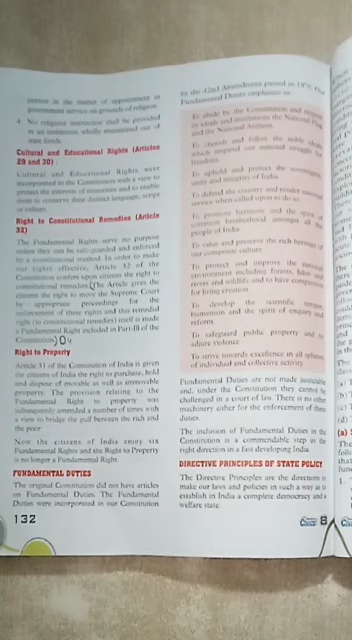 person in the matter of appointment in
government service on grounds of religion.
4. No religious instruction shall be provided
in an institution wholly maintained out of
state funds.
Cultural and Educational Rights (Articles
29 and 30) :
Cultural and Educational Rights were
incorporated in the Constitution with a view to
protect the interests of minorities and to enable
them to conserve their distinct language, script
or culture.
Right to Constitutional Remedies (Article
32)
The Fundamental Rights serve no purpose
unless they can be safe-guarded and enforced
by a constitutional method. In order to make
our rights effective, Article 32 of the
Constitution confers upon citizens the right to
constitutional remedies. The Article gives the
citizens the right to move the Supreme Court
by appropriate proceedings for the
enforcement of these rights and this remedial
right (to constitutional remedies) itself is made
a Fundamental Right included in Part-III of the
Constitution.
Right to Property
Article 31 of the Constitution of India gave
the citizens of India the right to purchase, hold
and dispose of movable as well as immovable
property. The provision relating to the
Fundamental Right to property was
subsequently amended a number of times with
a view to bridge the gulf between the rich and
the poor.
Now the citizens of India enjoy six
Fundamental Rights and the Right to Property
is no longer a Fundamental Right.
FUNDAMENTAL DUTIES
The original Constitution did not have articles
on Fundamental Duties. The Fundamental
Duties were incorporated in our Constitution
132
by the 42nd Amendment passed in 1976. Our
Fundamental Duties emphasise to:
To abide by the Constitution and respect
its ideals and institutions the National Flag
and the National Anthem.
To cherish and follow the noble ideals
which inspired our national struggle for
freedom.
To uphold and protect the sovereignty,
unity and integrity of India
To defend the country and render national
service when called upon to do so.
To promote harmony and the spirit of
common brotherhood amongst all the
people of India
To value and preserve the rich heritage of
our composite culture
To protect and improve the national
environment including forests, lakes and
rivers and wildlife and to have compassion
for living creation
To develop the scientific temper,
humanism and the spirit of enquiry and
reform.
To safeguard public property and to
adjure violence
To strive towards excellence in all spheres
of individual and collective activity
Fundamental Duties are not made justiciable
and, under the Constitution they cannot be
challenged in a court of law. There is no other
machinery either for the enforcement of these
duties.
The inclusion of Fundamental Duties in the
Constitution is a commendable step in the
right direction in a fast developing India.
DIRECTIVE PRINCIPLES OF STATE POLICY
The Directive Principles are the directions to
make our laws and policies in such a way as to
establish in India a complete democracy and a
welfare state.
8